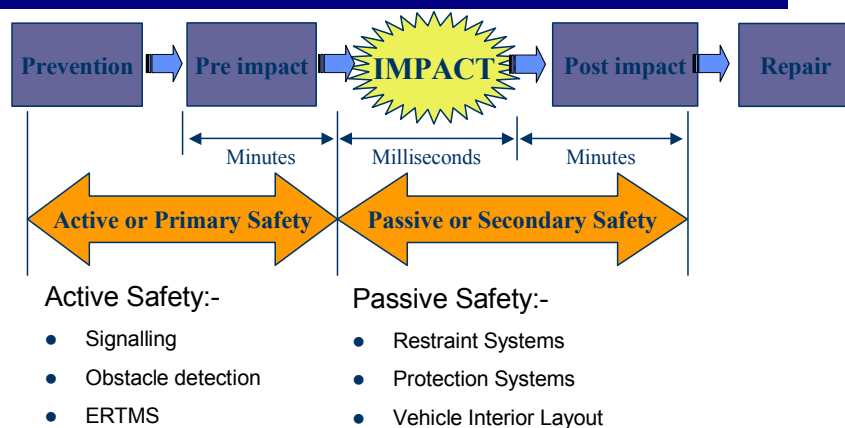 Prevention Pre impact IMPACT Post impact Repair
Minutes Milliseconds Minutes
Active or Primary Safety Passive or Secondary Safety
Active Safety:-
• Signalling
• Obstacle detection
• ERTMS
Passive Safety:-
• Restraint Systems
• Protection Systems
• Vehicle Interior Layout